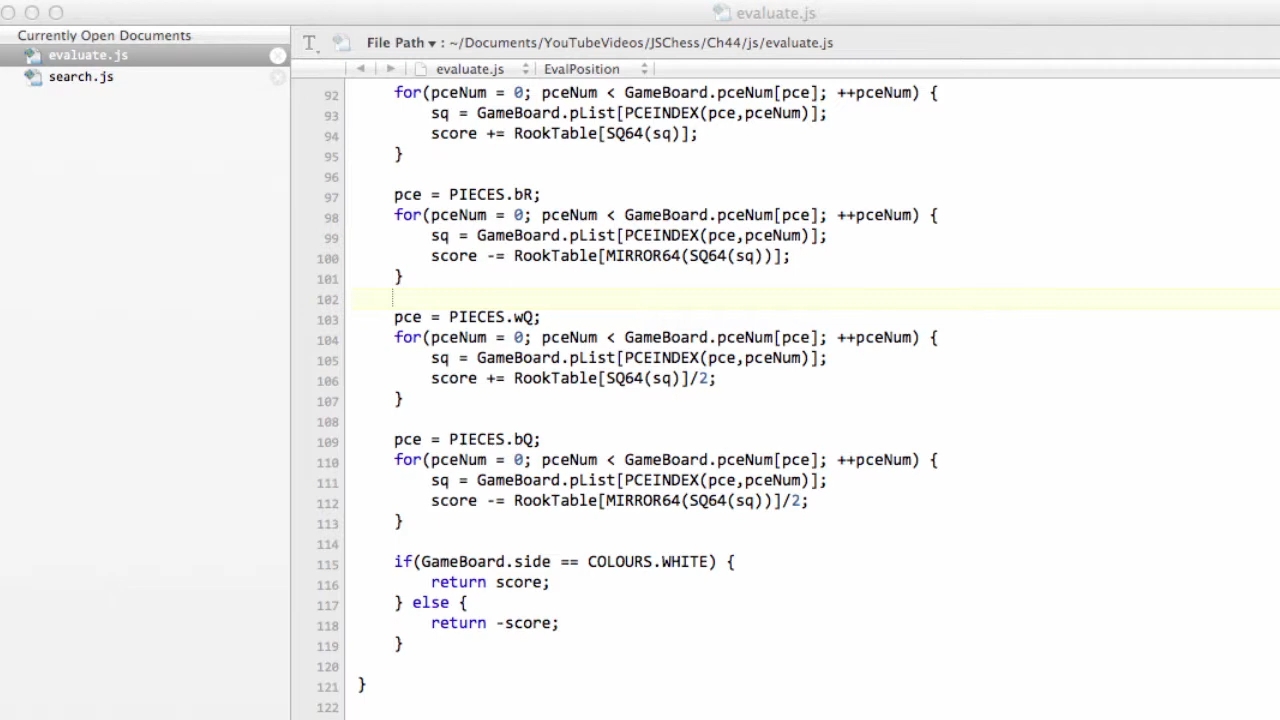 evaluate.js
Currently Open Documents
evaluate.js
search.js
File Path ▾ : ~/Documents/YouTubeVideos/JSChess/Ch44/js/evaluate.js
evaluate.js EvalPosition
92 for(pceNum = 0; pceNum < GameBoard.pceNum[pce]; ++pceNum) {
93 sq = GameBoard.pList[PCEINDEX(pce,pceNum)];
94 score += RookTable[SQ64(sq)];
95 }
96
97 pce = PIECES.bR;
98 for(pceNum = 0; pceNum < GameBoard.pceNum[pce]; ++pceNum) {
99 sq = GameBoard.pList[PCEINDEX(pce,pceNum)];
100 score -= RookTable[MIRROR64(SQ64(sq))];
101 }
102
103 pce = PIECES.wQ;
104 for(pceNum = 0; pceNum < GameBoard.pceNum[pce]; ++pceNum) {
105 sq = GameBoard.pList[PCEINDEX(pce,pceNum)];
106 score += RookTable[SQ64(sq)]/2;
107 }
108
109 pce = PIECES.bQ;
110 for(pceNum = 0; pceNum < GameBoard.pceNum[pce]; ++pceNum) {
111 sq = GameBoard.pList[PCEINDEX(pce,pceNum)];
112 score -= RookTable[MIRROR64(SQ64(sq))]/2;
113 }
114
115 if(GameBoard.side == COLOURS.WHITE) {
116 return score;
117 } else {
118 return -score;
119 }
120
121 }
122